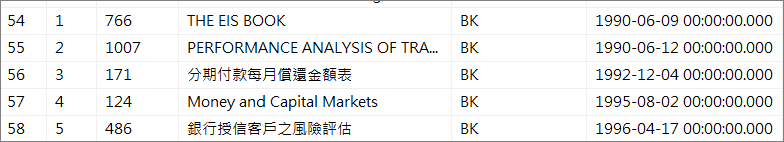 54 1 766 THE EIS BOOK BK 1990-06-09 00:00:00.000
55 2 1007 PERFORMANCE ANALYSIS OF TRA... BK 1990-06-12 00:00:00.000
56 3 171 分期付款每月償還金額表 BK 1992-12-04 00:00:00.000
57 4 124 Money and Capital Markets BK 1995-08-02 00:00:00.000
58 5 486 銀行授信客戶之風險評估 BK 1996-04-17 00:00:00.000